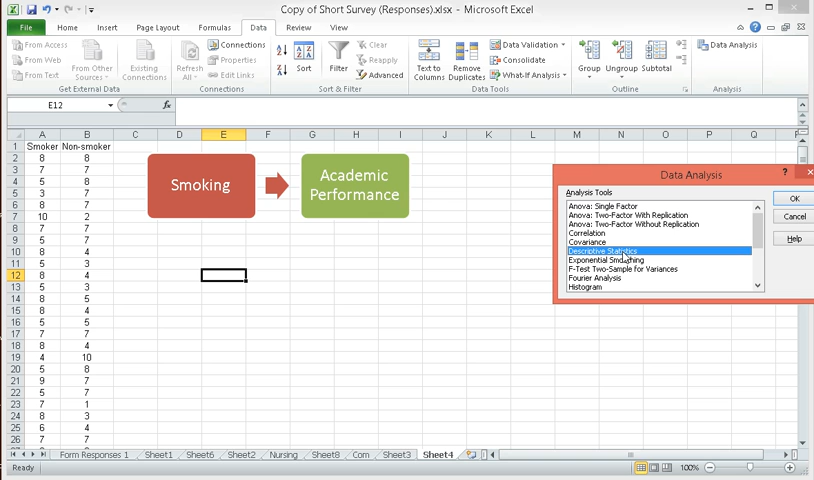 Copy of Short Survey (Responses).xlsx - Microsoft Excel
File Home Insert Page Layout Formulas Data Review View
From Access
From Web
From Text
From Other Sources
Existing Connections
Get External Data
Refresh All
Connections
Properties
Edit Links
Connections
Sort
Filter
Clear
Reapply
Advanced
Sort & Filter
Text to Columns
Remove Duplicates
Data Validation
Consolidate
What-If Analysis
Data Tools
Group
Ungroup
Subtotal
Outline
Data Analysis
Analysis
E12 fx
A B C D E F G H I J K L M N O P
1 Smoker Non-smoker
2 8 8
3 7 7
4 5 8
5 3 7
6 8 7
7 10 2
8 7 7
9 5 7
10 8 4
11 5 3
12 8 4
13 5 3
14 8 5
15 8 4
16 5 5
17 7 7
18 8 4
19 4 10
20 5 8
21 9 7
22 5 7
23 7 1
24 8 3
25 6 4
26 7 7
Smoking
Academic
Performance
Data Analysis
Analysis Tools
Anova: Single Factor
Anova: Two-Factor With Replication
Anova: Two-Factor Without Replication
Correlation
Covariance
Descriptive Statistics
Exponential Smoothing
F-Test Two-Sample for Variances
Fourier Analysis
Histogram
OK
Cancel
Help
Form Responses 1 Sheet1 Sheet6 Sheet2 Nursing Sheet8 Com Sheet3 Sheet4
Ready 100%